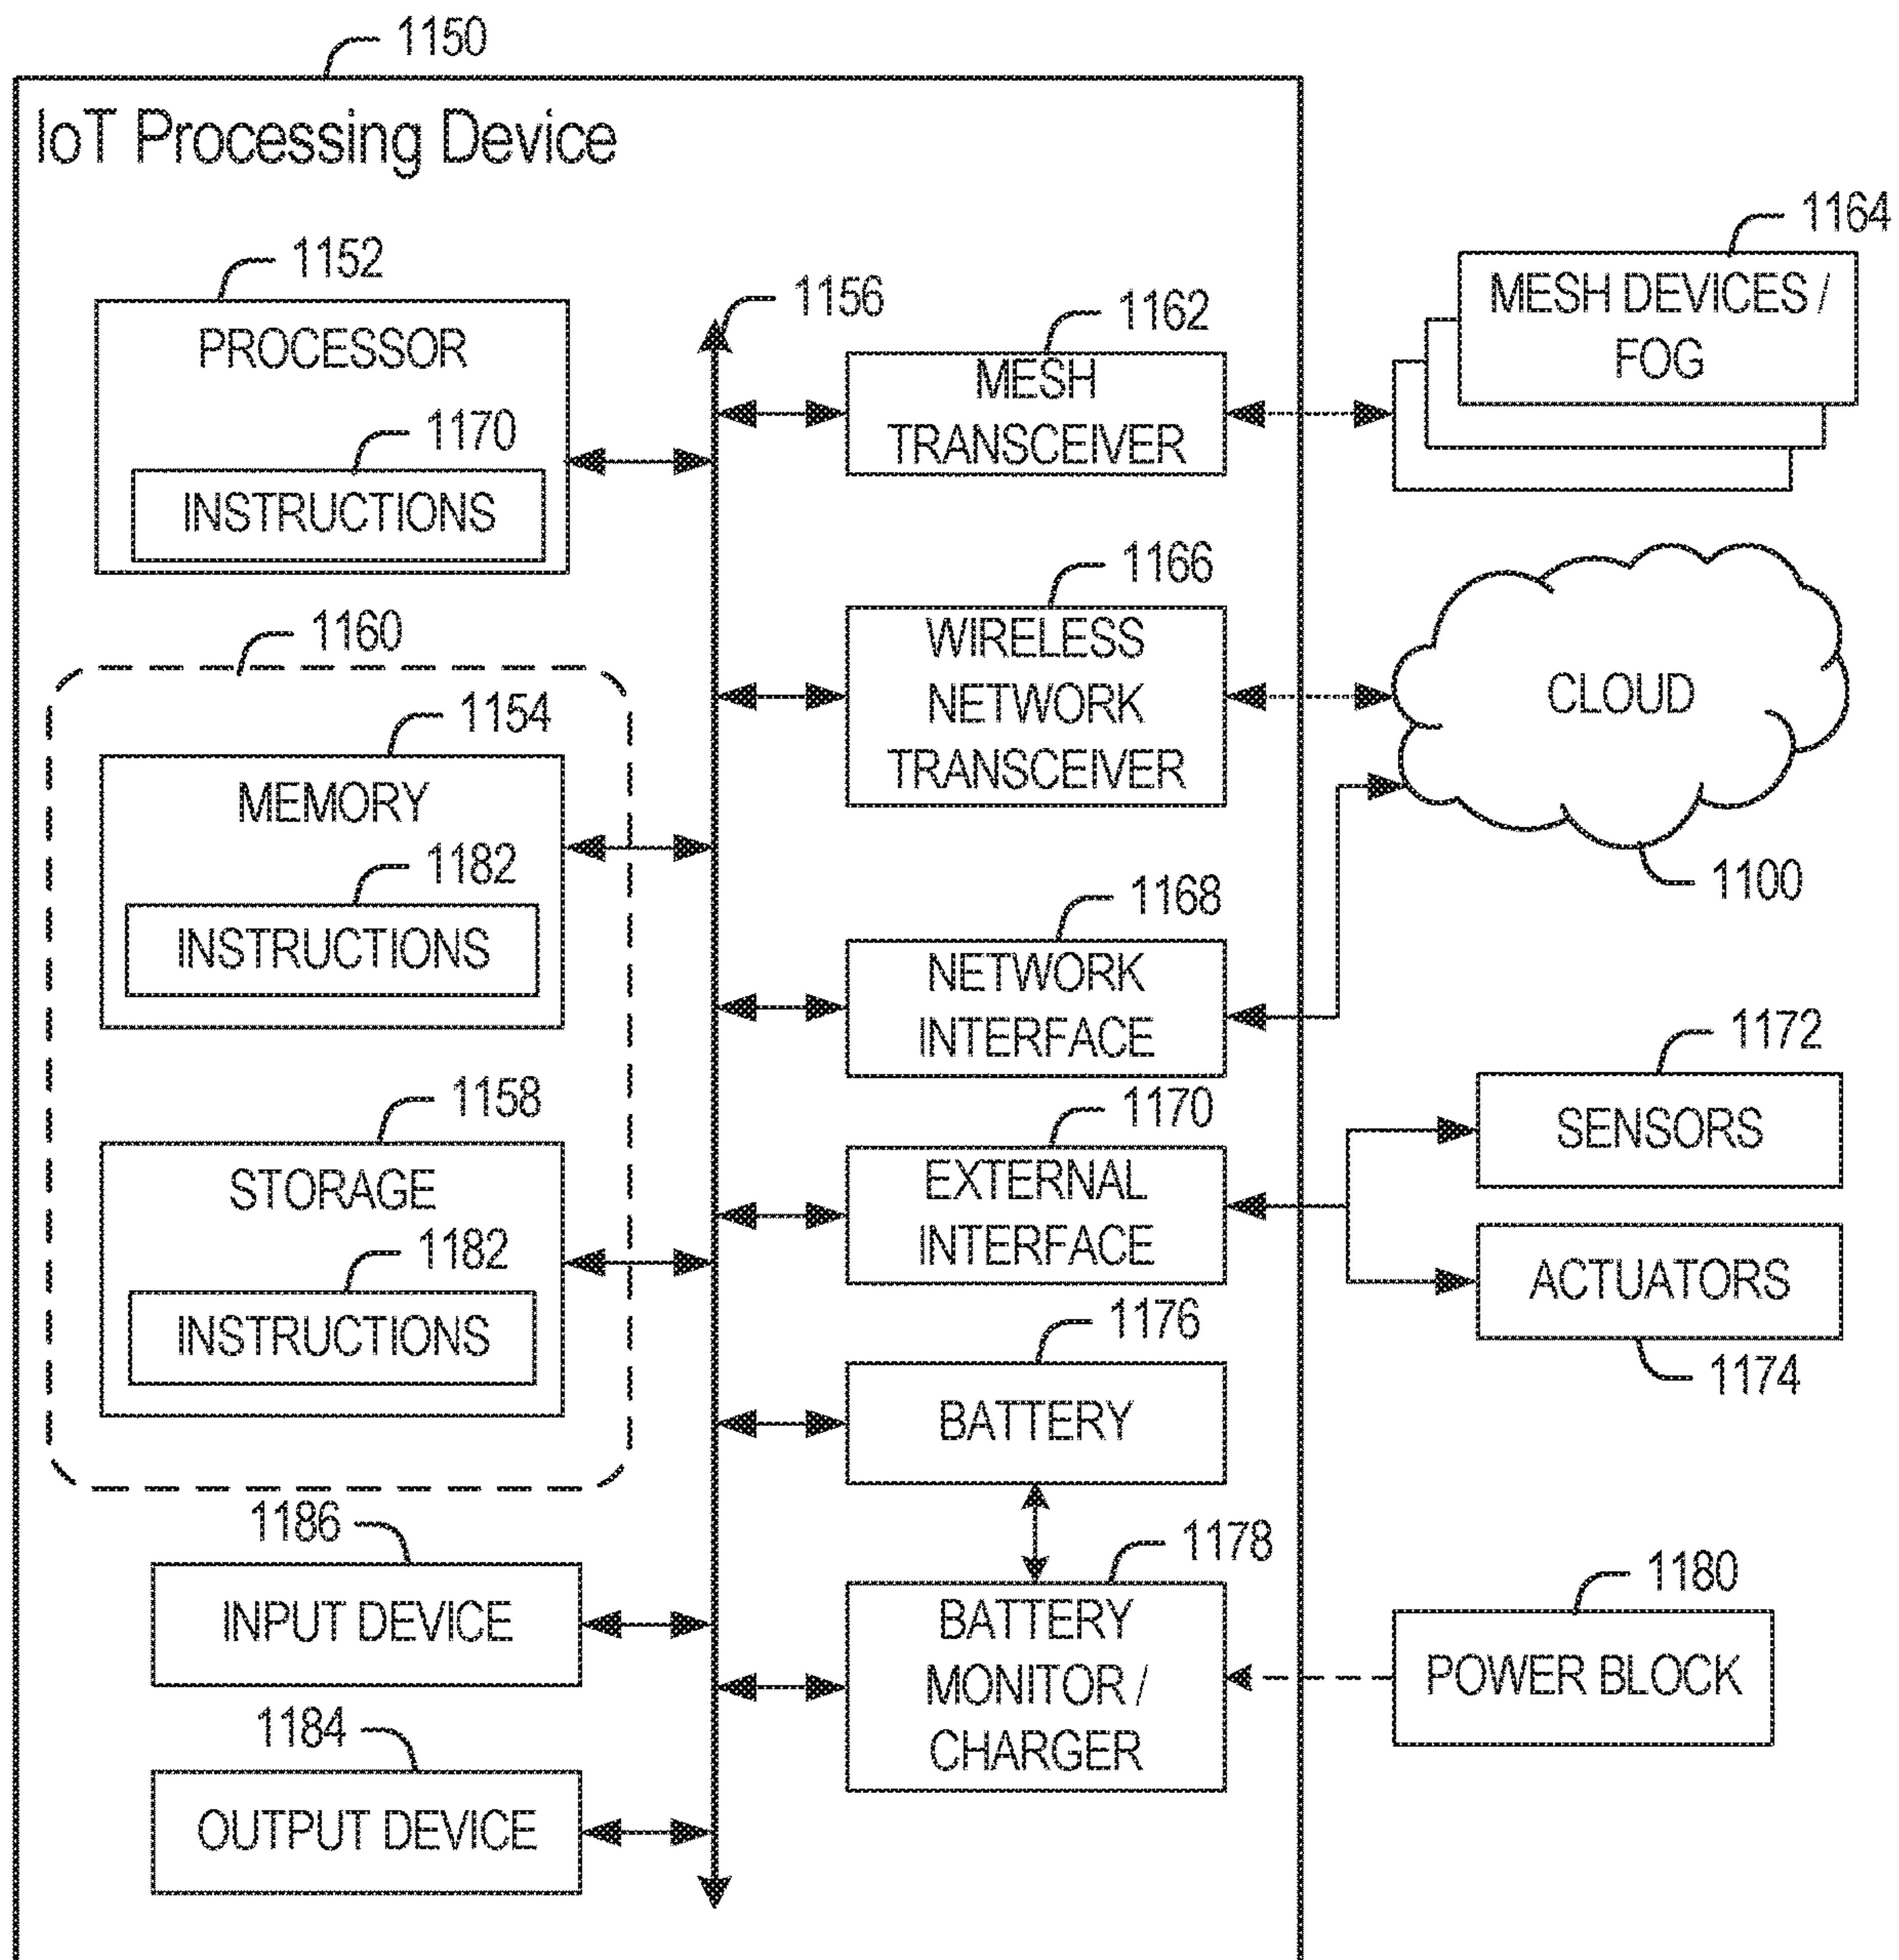 1150
IoT Processing Device
1152
PROCESSOR
1170
INSTRUCTIONS
1160
1154
MEMORY
1182
INSTRUCTIONS
1158
STORAGE
1182
INSTRUCTIONS
1186
INPUT DEVICE
1184
OUTPUT DEVICE
1156
1162
MESH
TRANSCEIVER
1166
WIRELESS
NETWORK
TRANSCEIVER
1168
NETWORK
INTERFACE
1170
EXTERNAL
INTERFACE
1176
BATTERY
1178
BATTERY
MONITOR /
CHARGER
1164
MESH DEVICES /
FOG
CLOUD
1100
1172
SENSORS
ACTUATORS
1174
1180
POWER BLOCK